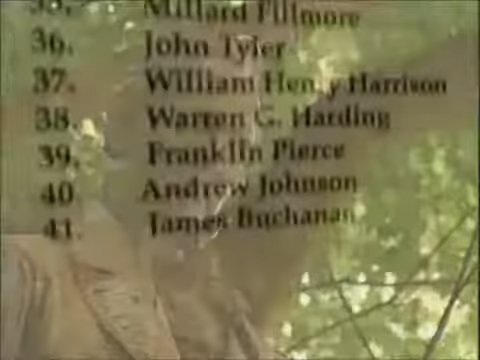 35. Millard Fillmore
36. John Tyler
37. William Henry Harrison
38. Warren G. Harding
39. Franklin Pierce
40. Andrew Johnson
41. James Buchanan